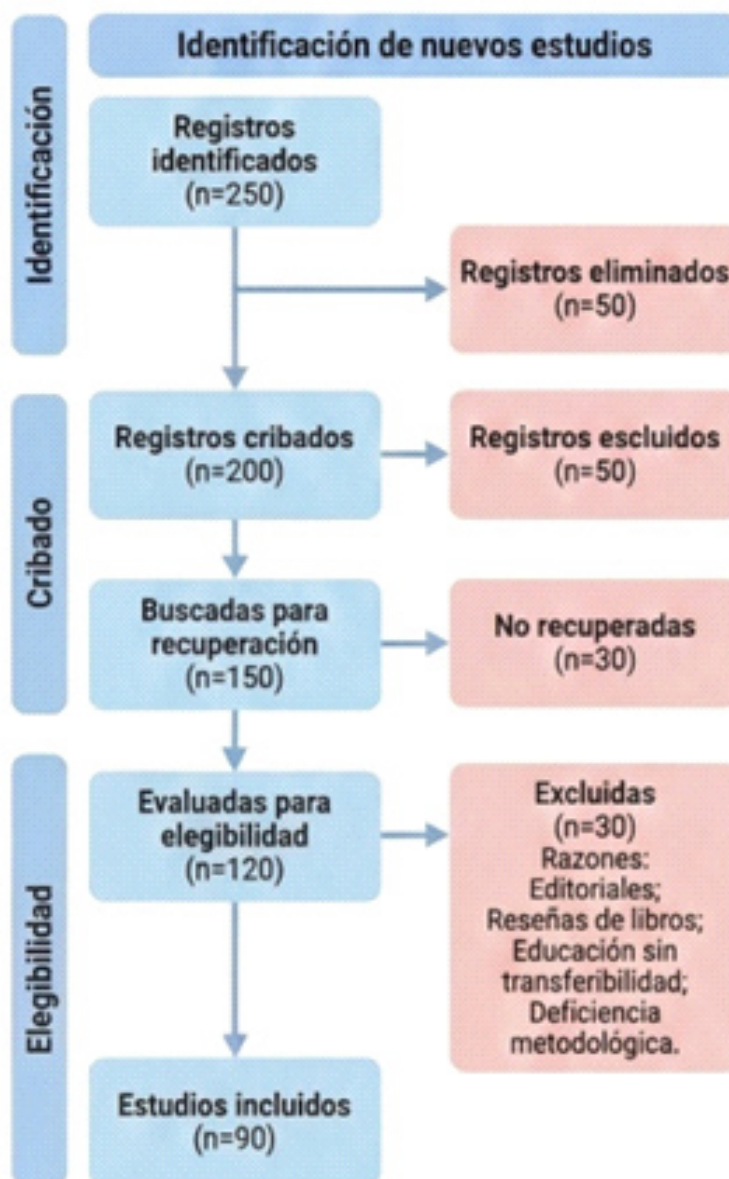 Identificación de nuevos estudios
Identificación
Registros
identificados
(n=250)
Registros eliminados
(n=50)
Cribado
Registros cribados
(n=200)
Registros escluidos
(n=50)
Buscadas para
recuperación
(n=150)
No recuperadas
(n=30)
Elegibilidad
Evaluadas para
elegibilidad
(n=120)
Excluidas
(n=30)
Razones:
Editoriales;
Reseñas de libros;
Educación sin
transferibilidad;
Deficiencia
metodológica.
Estudios incluidos
(n=90)